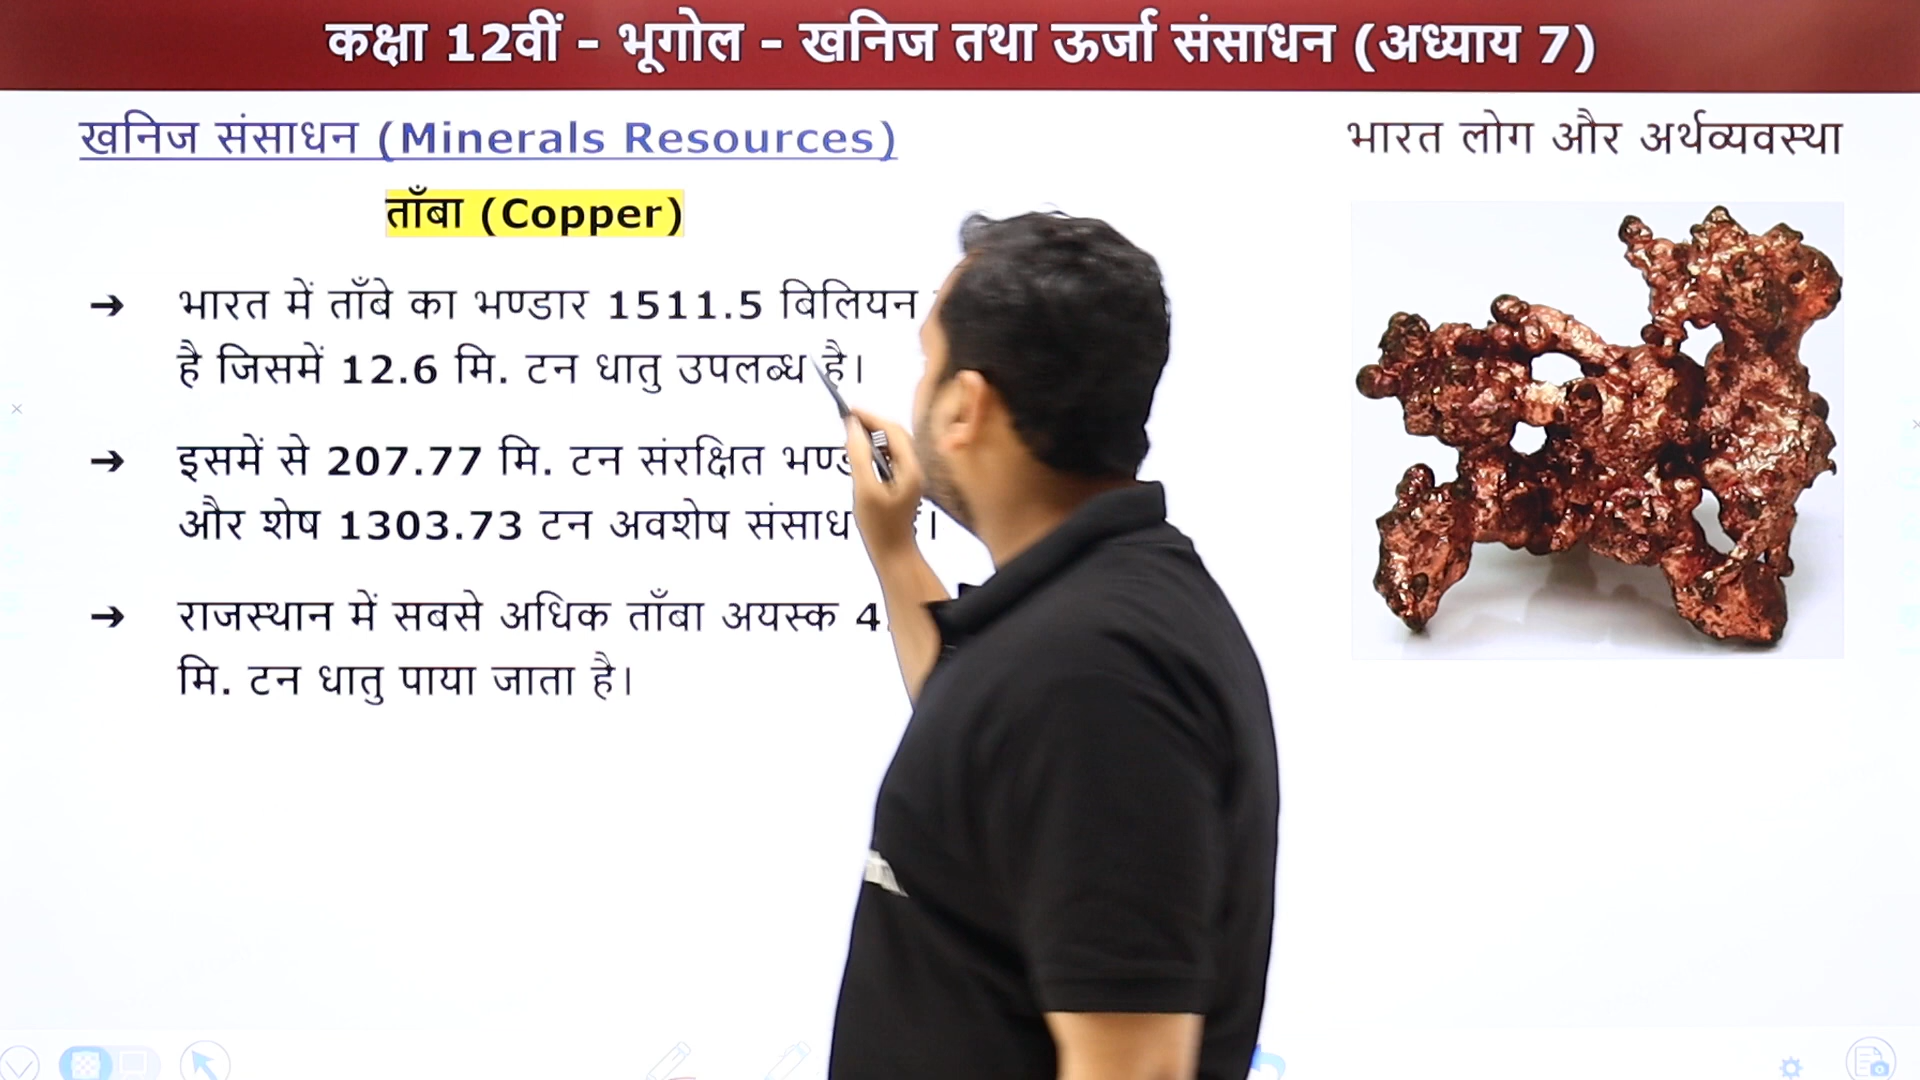 कक्षा 12वीं - भूगोल - खनिज तथा ऊर्जा संसाधन (अध्याय 7)
खनिज संसाधन (Minerals Resources)
भारत लोग और अर्थव्यवस्था
ताँबा (Copper)
➔ भारत में ताँबे का भण्डार 1511.5 बिलियन
है जिसमें 12.6 मि. टन धातु उपलब्ध है।
➔ इसमें से 207.77 मि. टन संरक्षित
और शेष 1303.73 टन अवशेष
➔ राजस्थान में सबसे अधिक ताँबा अयस्क
मि. टन धातु पाया जाता है।